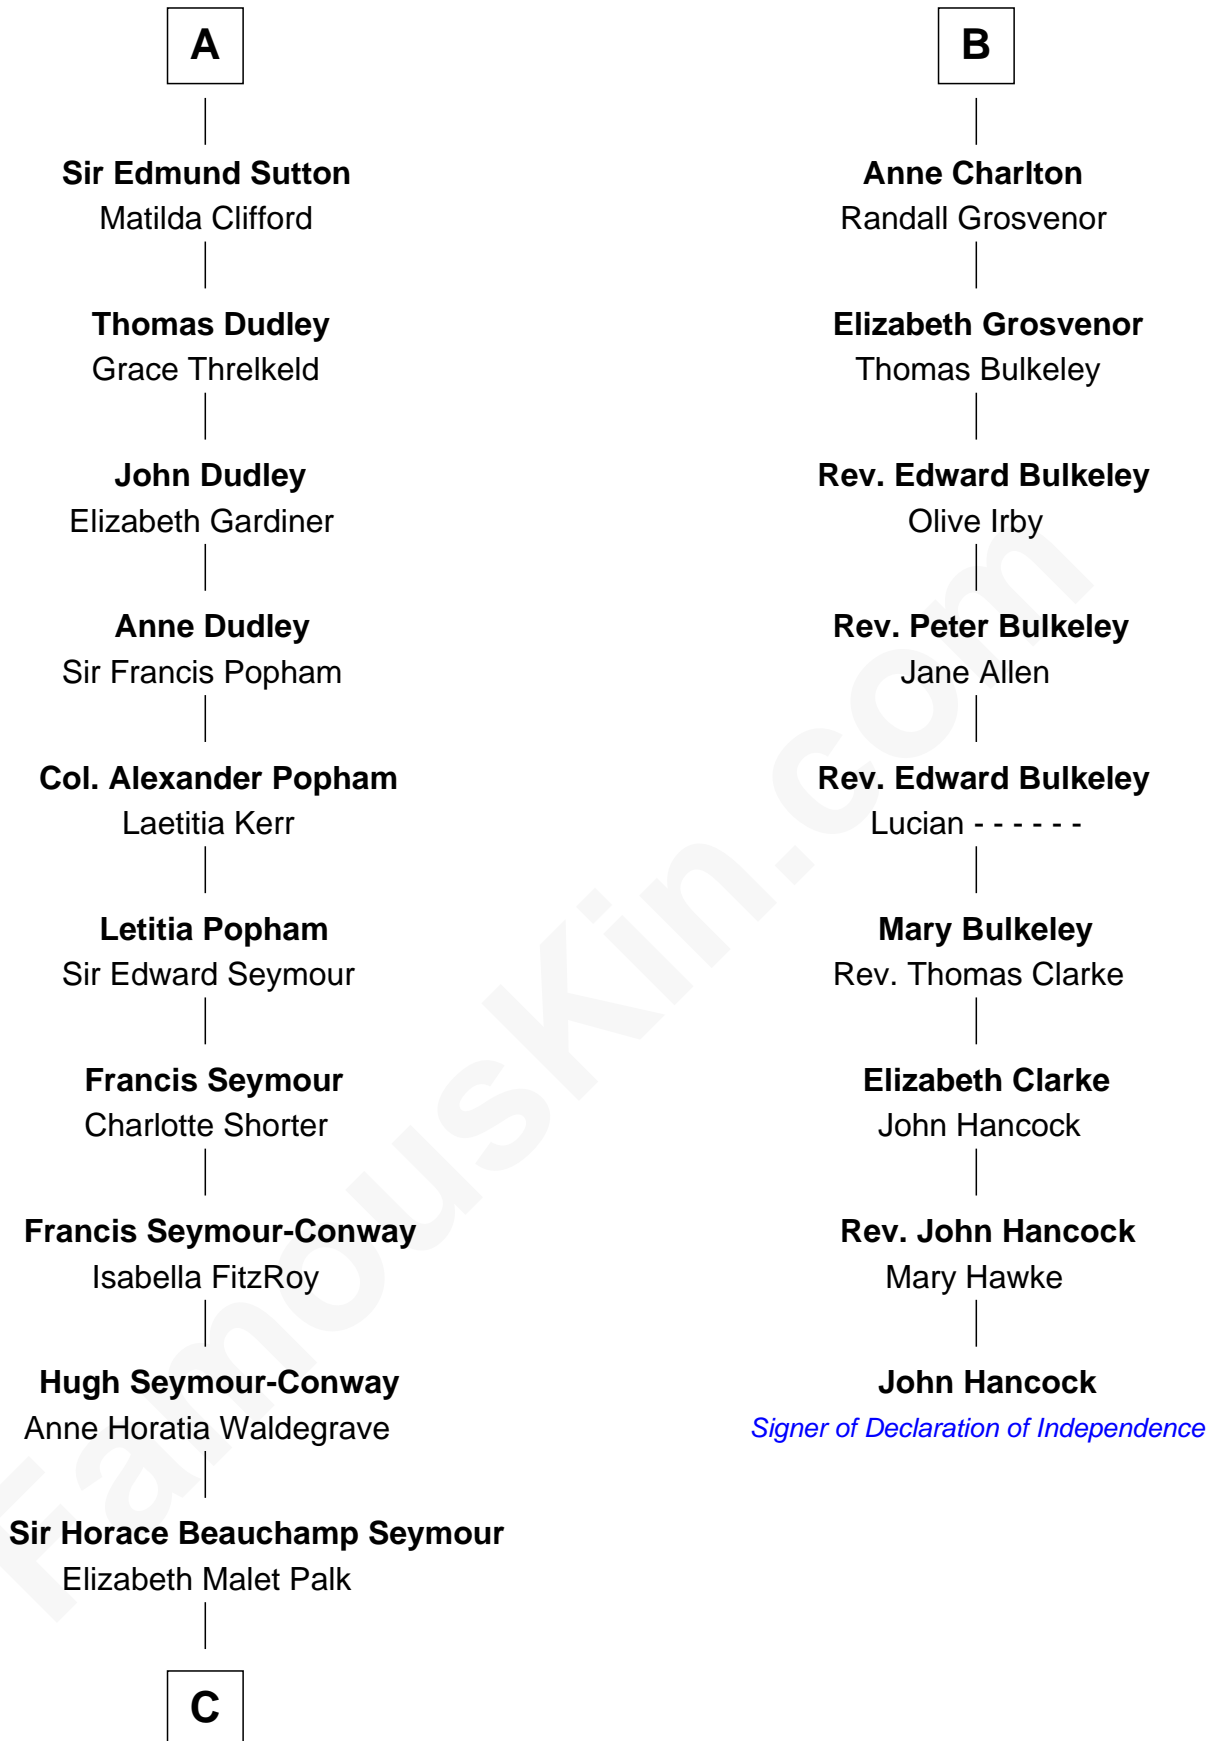 A
Sir Edmund Sutton
Matilda Clifford
Thomas Dudley
Grace Threlkeld
John Dudley
Elizabeth Gardiner
Anne Dudley
Sir Francis Popham
Col. Alexander Popham
Laetitia Kerr
Letitia Popham
Sir Edward Seymour
Francis Seymour
Charlotte Shorter
Francis Seymour-Conway
Isabella FitzRoy
Hugh Seymour-Conway
Anne Horatia Waldegrave
Sir Horace Beauchamp Seymour
Elizabeth Malet Palk
C
B
Anne Charlton
Randall Grosvenor
Elizabeth Grosvenor
Thomas Bulkeley
Rev. Edward Bulkeley
Olive Irby
Rev. Peter Bulkeley
Jane Allen
Rev. Edward Bulkeley
Lucian - - - - - -
Mary Bulkeley
Rev. Thomas Clarke
Elizabeth Clarke
John Hancock
Rev. John Hancock
Mary Hawke
John Hancock
Signer of Declaration of Independence
FamousKin.com